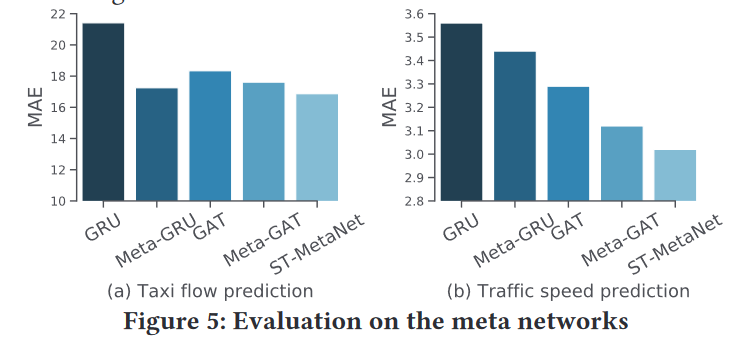 22
20
18
16
14
12
10
MAE
GRU
Meta-GRU
GAT
Meta-GAT
ST-MetaNet
(a) Taxi flow prediction
3.6
3.5
3.4
3.3
3.2
3.1
3.0
2.9
2.8
MAE
GRU
Meta-GRU
GAT
Meta-GAT
ST-MetaNet
(b) Traffic speed prediction
Figure 5: Evaluation on the meta networks